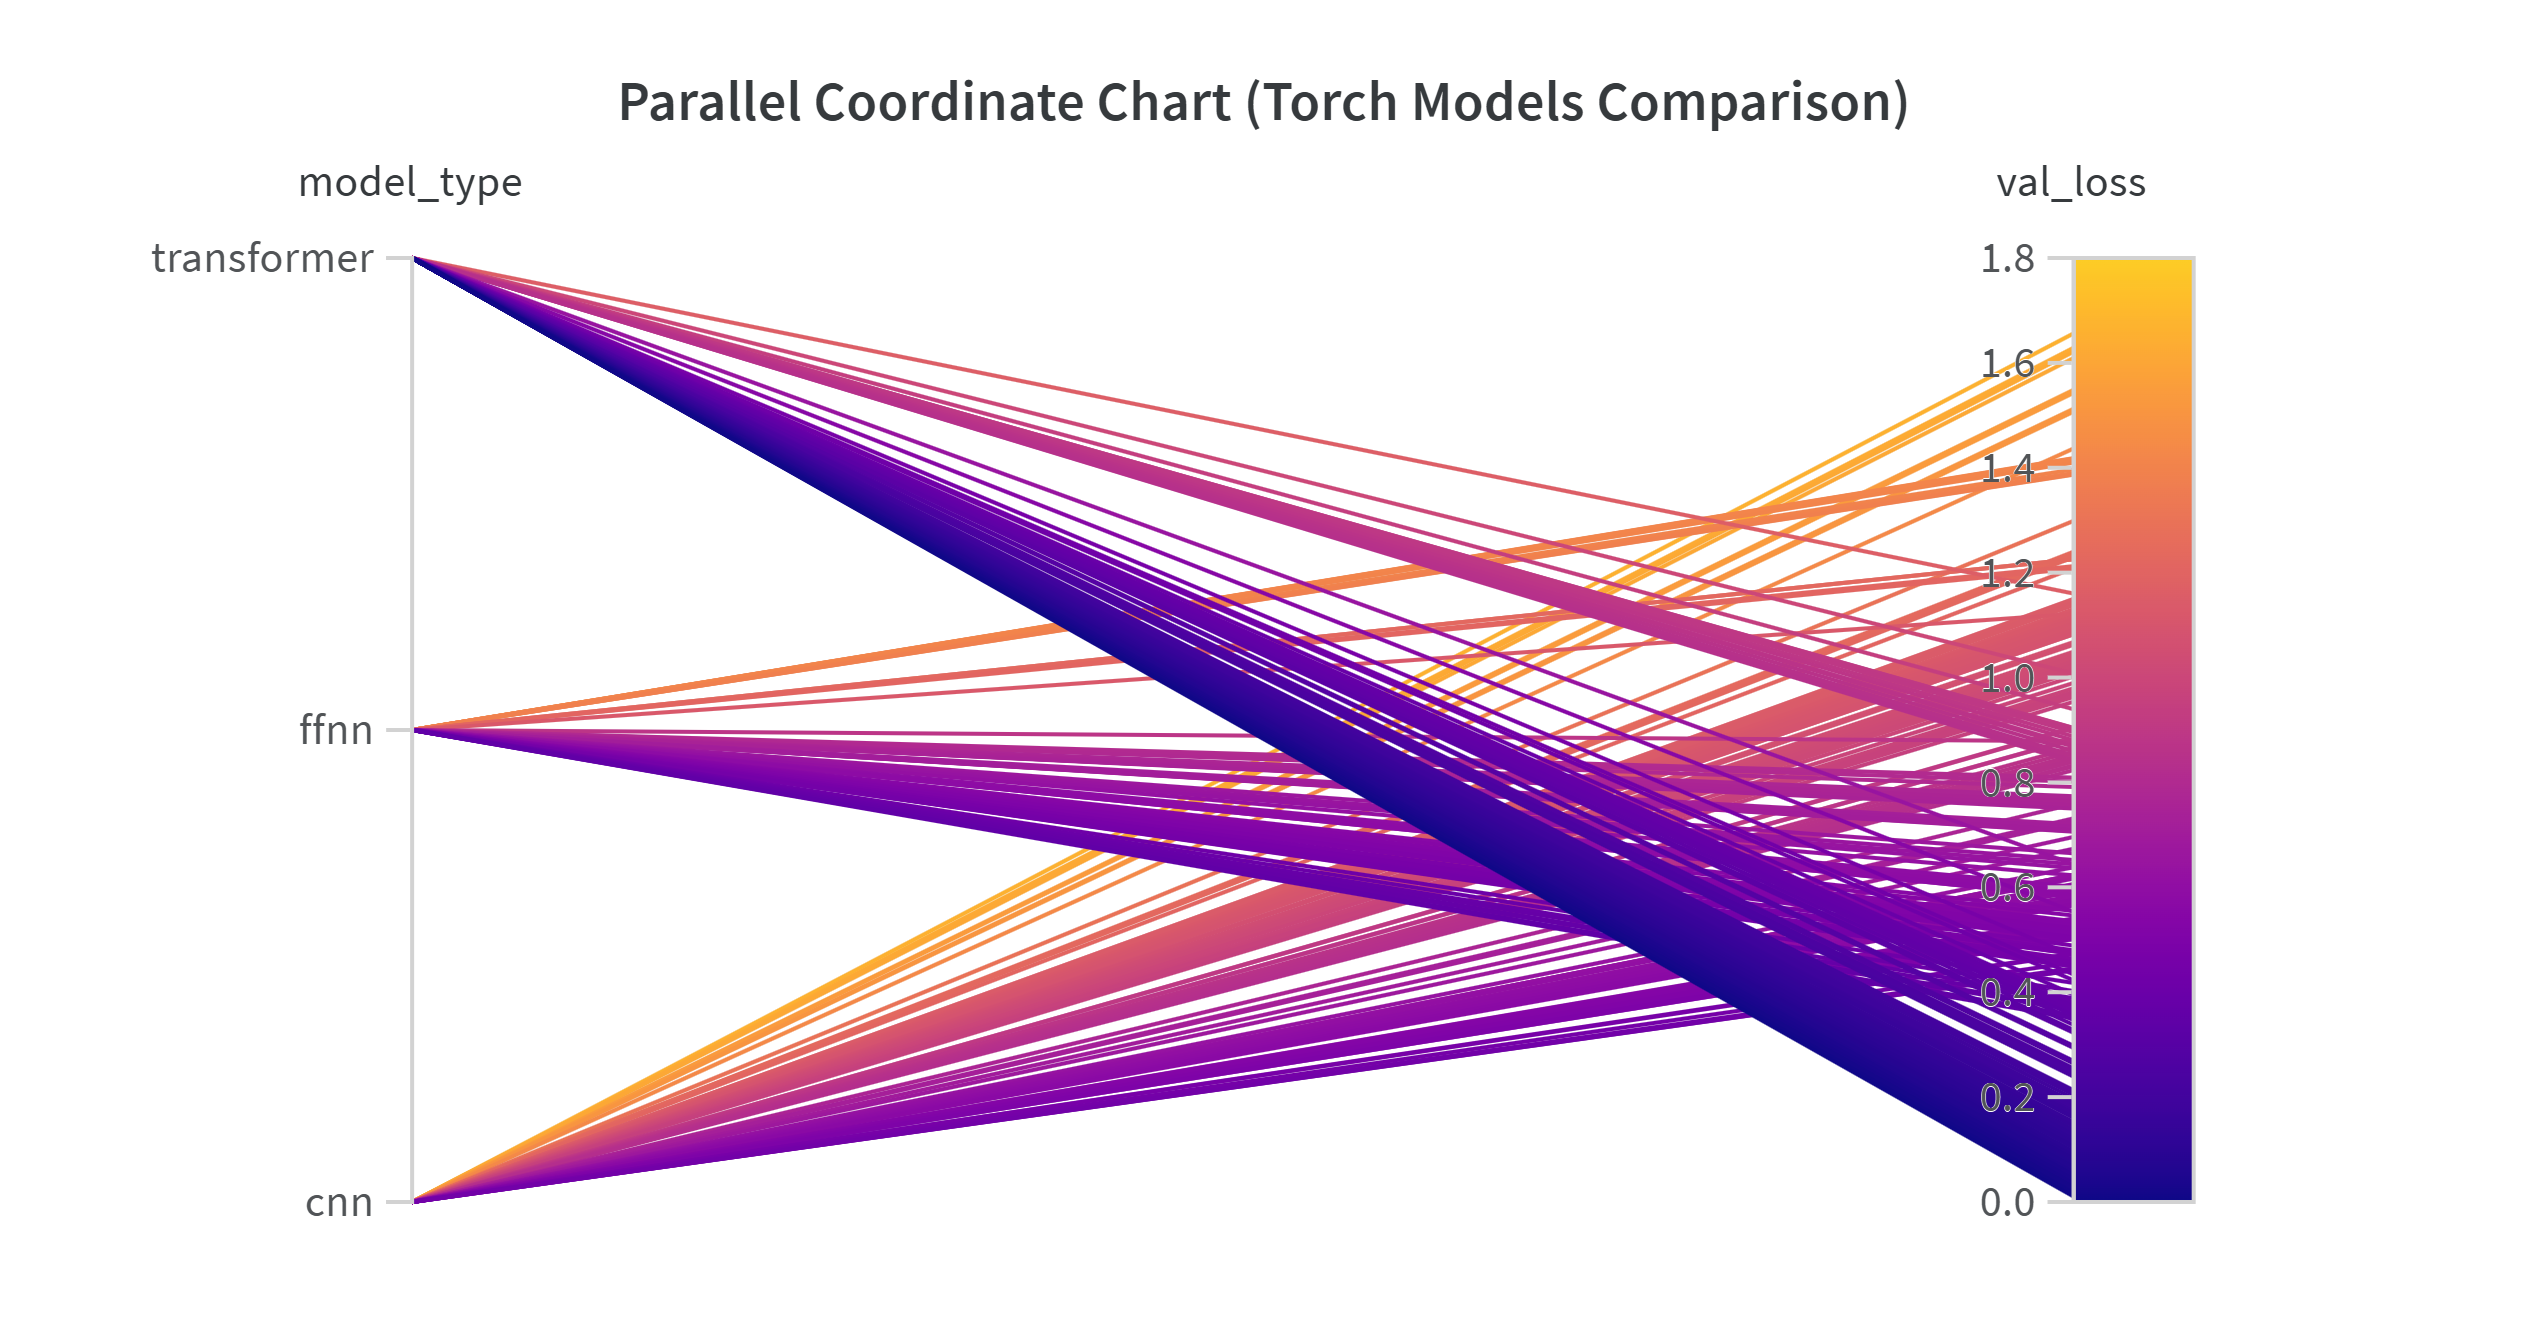 Parallel Coordinate Chart (Torch Models Comparison)
model_type
val_loss
transformer
ffnn
cnn
1.8
1.6
1.4
1.2
1.0
0.8
0.6
0.4
0.2
0.0